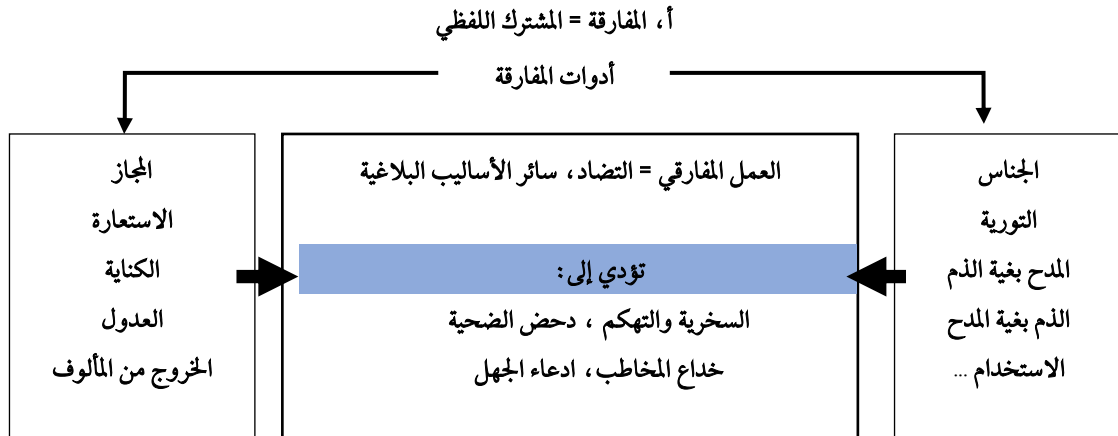 أ، المفارقة = المشترك اللفظي
أدوات المفارقة
الجناس
التورية
المدح بغية الذم
الذم بغية المدح
الاستخدام ...
العمل المفارقي = التضاد، سائر الأساليب البلاغية
تؤدي إلى:
السخرية والتهكم ، دحض الضحية
خداع المخاطب، ادعاء الجهل
المجاز
الاستعارة
الكناية
العدول
الخروج من المألوف